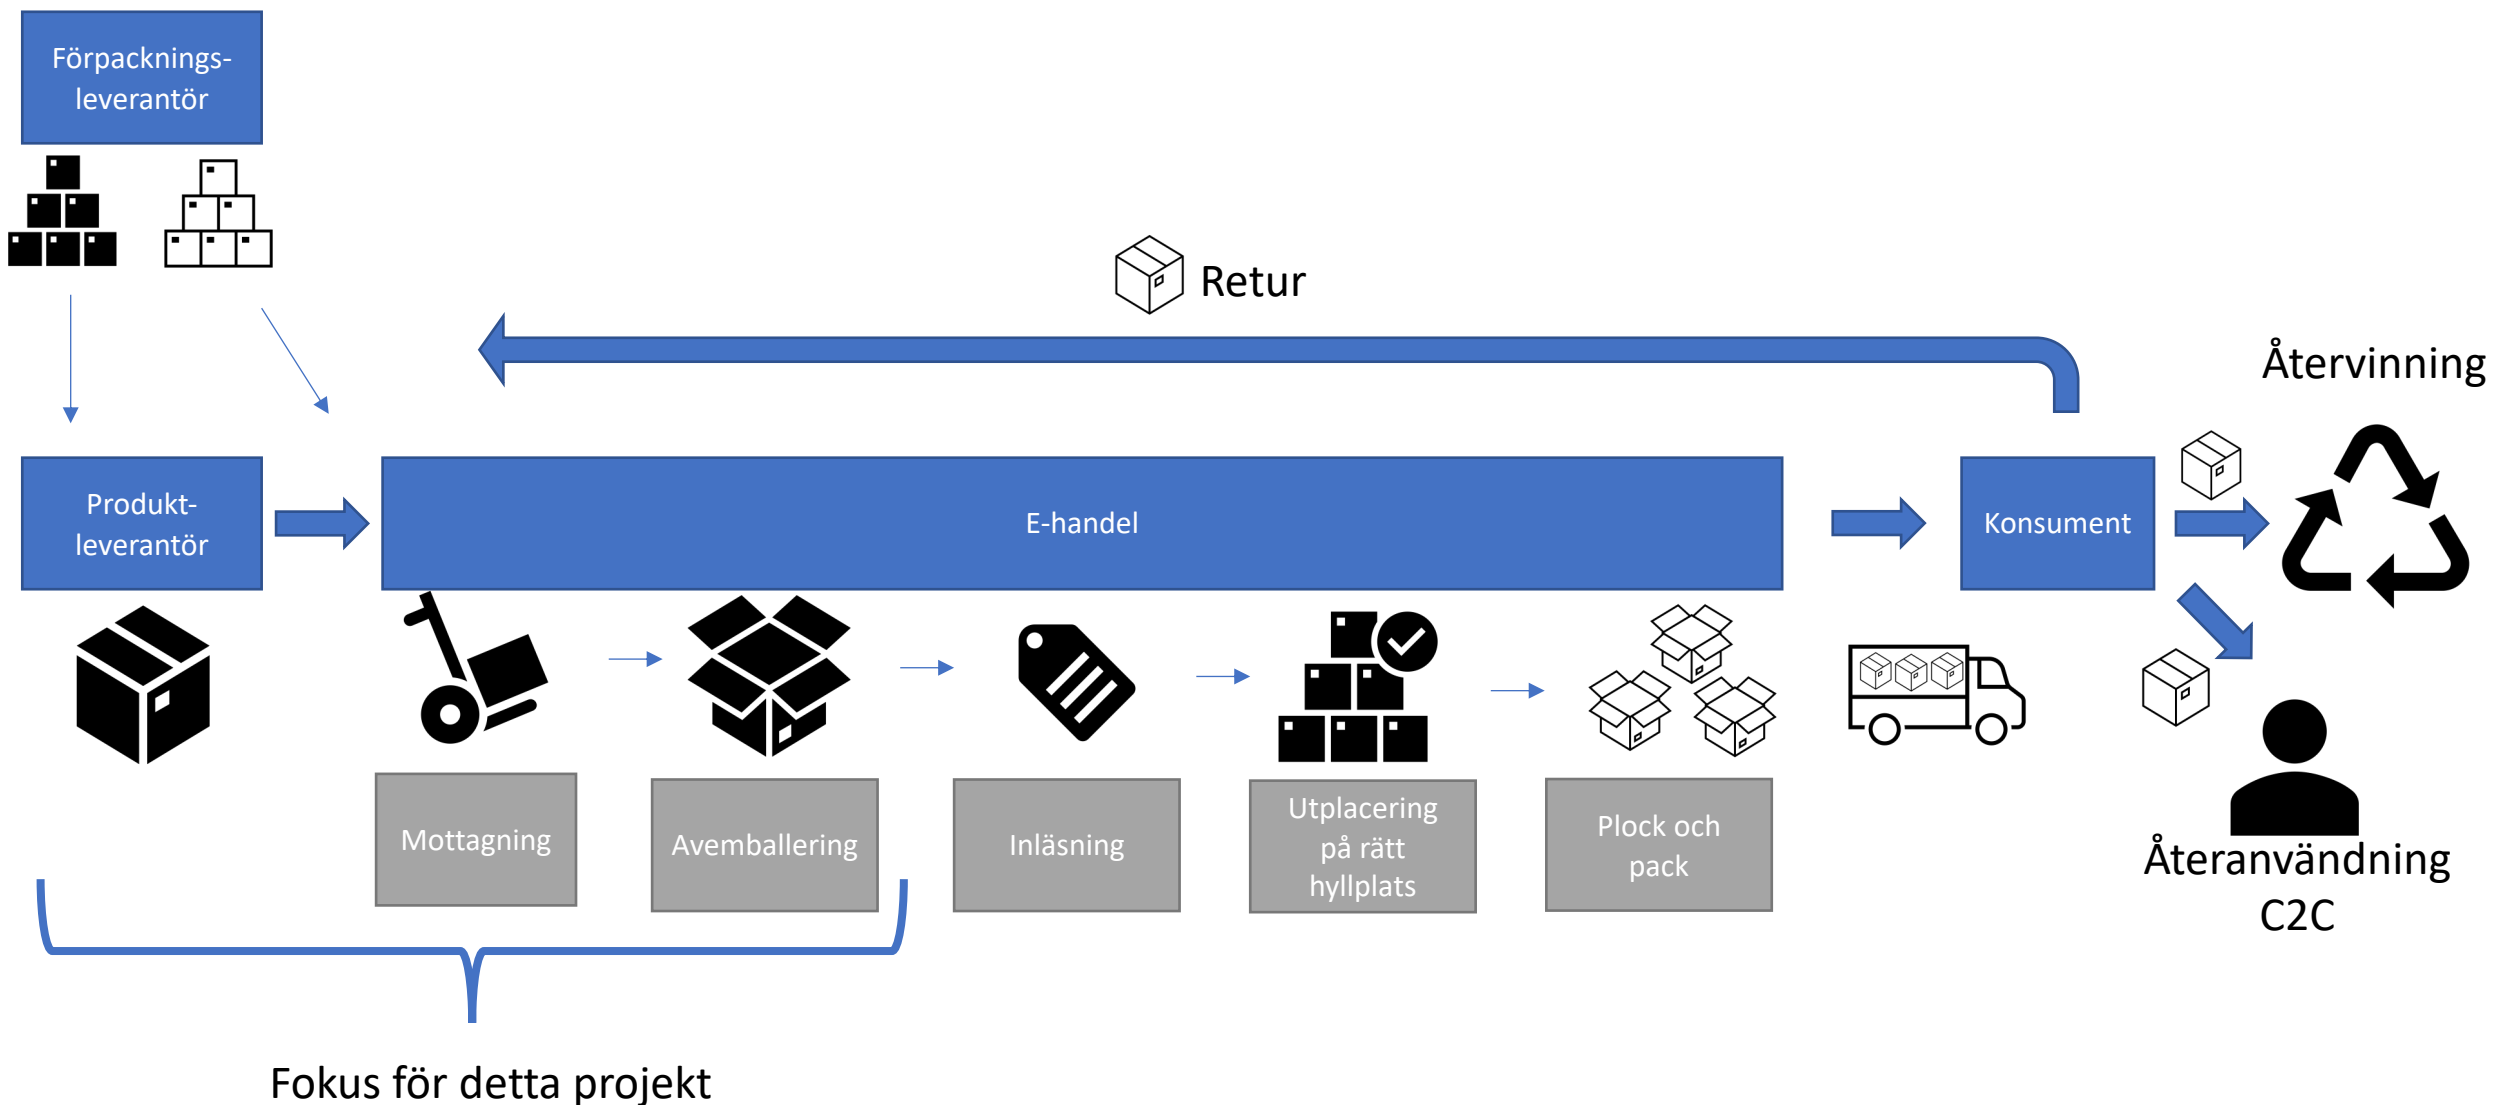 Förpacknings-
leverantör
Retur
Återvinning
Produkt-
leverantör
E-handel
Konsument
Mottagning
Avemballering
Inläsning
Utplacering
på rätt
hyllplats
Plock och
pack
Återanvändning
C2C
Fokus för detta projekt